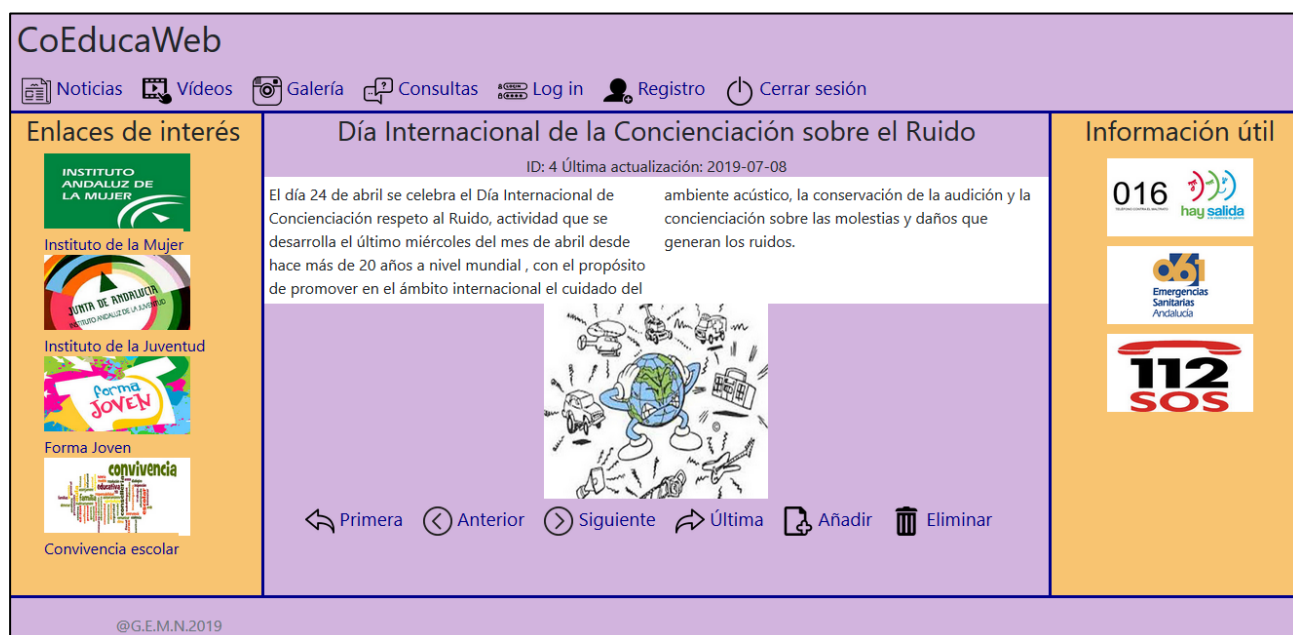 CoEducaWeb
Noticias Vídeos Galería Consultas Log in Registro Cerrar sesión
Enlaces de interés
INSTITUTO
ANDALUZ DE
LA MUJER
Instituto de la Mujer
JUNTA DE ANDALUCIA
INSTITUTO ANDALUZ DE LA JUVENTUD
Instituto de la Juventud
forma
JOVEN
Forma Joven
convivencia
educativa
familia
Convivencia escolar
Día Internacional de la Concienciación sobre el Ruido
ID: 4 Última actualización: 2019-07-08
El día 24 de abril se celebra el Día Internacional de
Concienciación respeto al Ruido, actividad que se
desarrolla el último miércoles del mes de abril desde
hace más de 20 años a nivel mundial , con el propósito
de promover en el ámbito internacional el cuidado del
ambiente acústico, la conservación de la audición y la
concienciación sobre las molestias y daños que
generan los ruidos.
Primera Anterior Siguiente Última Añadir Eliminar
Información útil
016
hay salida
061
Emergencias
Sanitarias
Andalucía
112
SOS
@G.E.M.N.2019